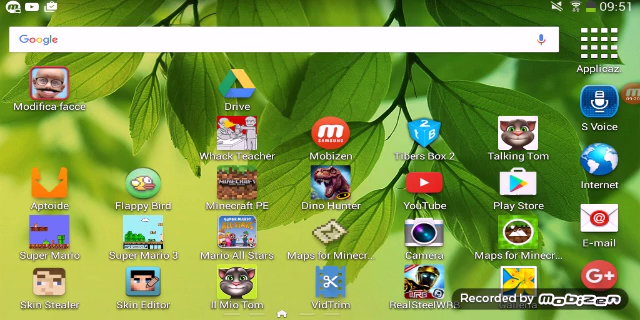 09:51
Google
Applicaz.
Modifica facce
Drive
S Voice
Whack Teacher
Mobizen
SAMSUNG
Tibers Box 2
Talking Tom
Internet
Aptoide
Flappy Bird
Minecraft PE
Dino Hunter
YouTube
Play Store
E-mail
Super Mario
Super Mario 3
Mario All Stars
Maps for Minecr..
Camera
Maps for Minecr..
Skin Stealer
Skin Editor
Il Mio Tom
VidTrim
RealSteelWRB
Recorded by mobizen